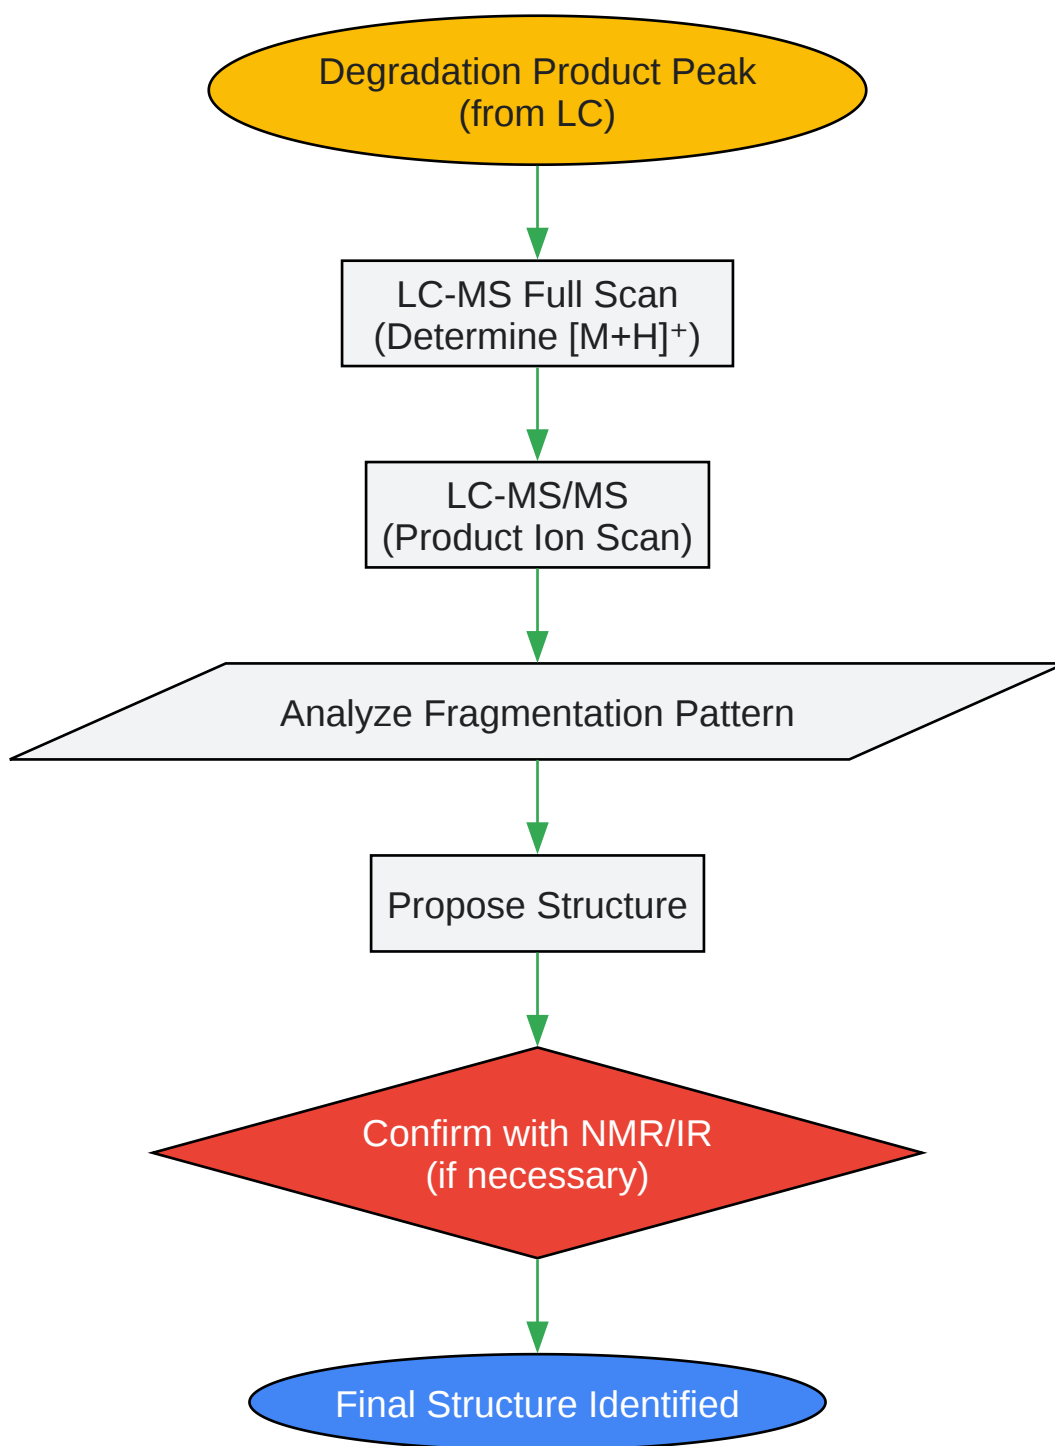 Degradation Product Peak
(from LC)
LC-MS Full Scan
(Determine [M+H]⁺)
LC-MS/MS
(Product Ion Scan)
Analyze Fragmentation Pattern
Propose Structure
Confirm with NMR/IR
(if necessary)
Final Structure Identified